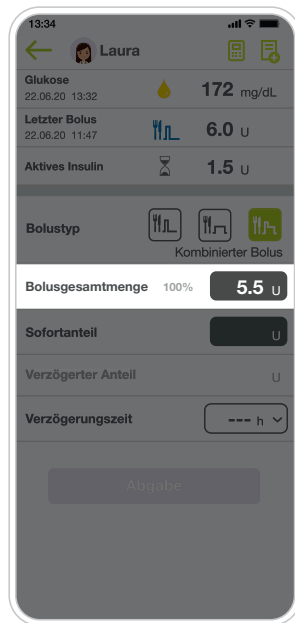 13:34
Laura
Glukose
22.06.20 13:32
172 mg/dL
Letzter Bolus
22.06.20 11:47
6.0 U
Aktives Insulin
1.5 U
Bolustyp
Kombinierter Bolus
Bolusgesamtmenge 100% 5.5 U
Sofortanteil U
Verzögerter Anteil U
Verzögerungszeit --- h
Abgabe